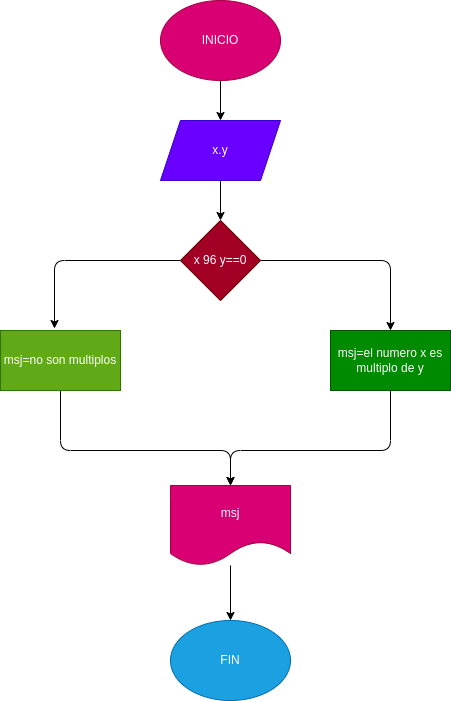 INICIO
x.y
x 96 y==0
msj=no son multiplos
msj=el numero x es
multiplo de y
msj
FIN